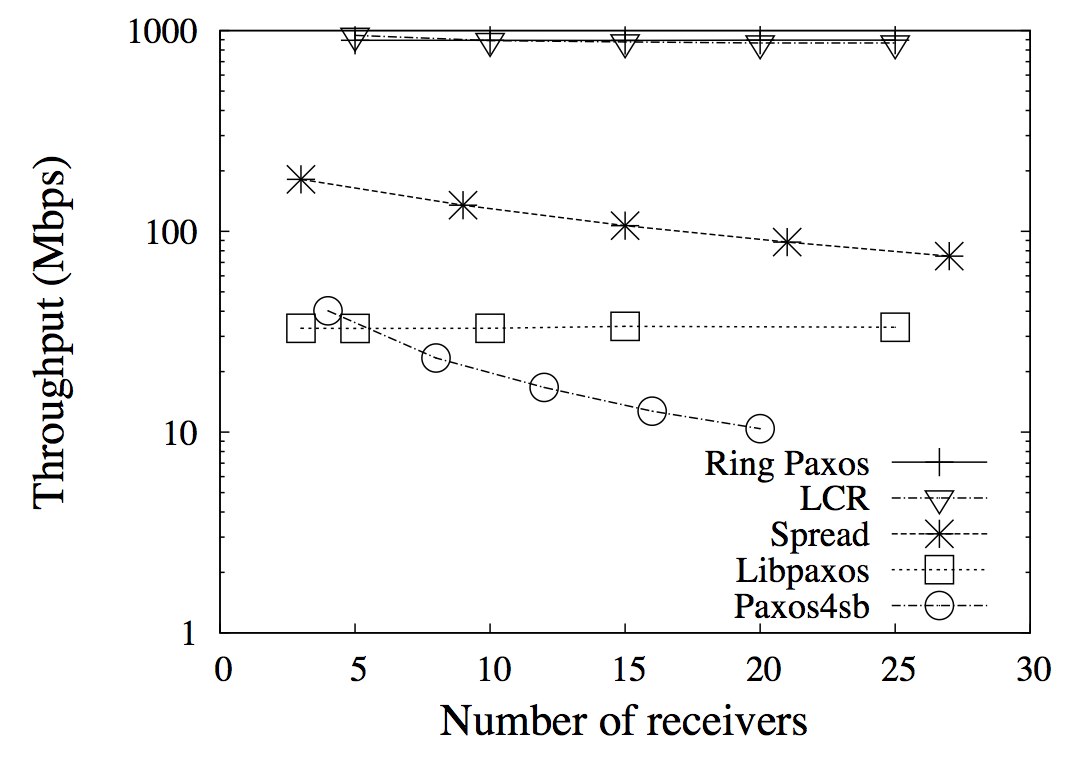 1000
100
10
1
Throughput (Mbps)
Ring Paxos
LCR
Spread
Libpaxos
Paxos4sb
0 5 10 15 20 25 30
Number of receivers